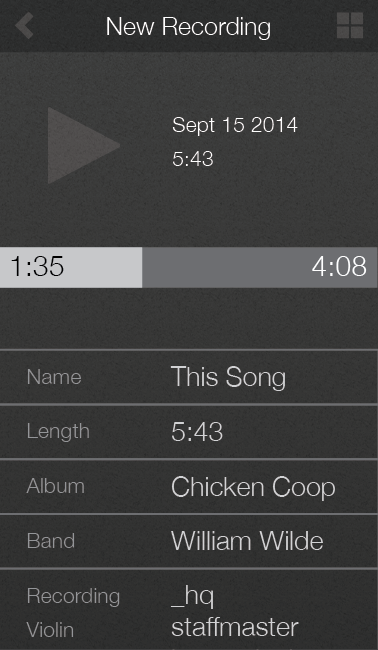 New Recording
Sept 15 2014
5:43
1:35 4:08
Name This Song
Length 5:43
Album Chicken Coop
Band William Wilde
Recording _hq
Violin staffmaster